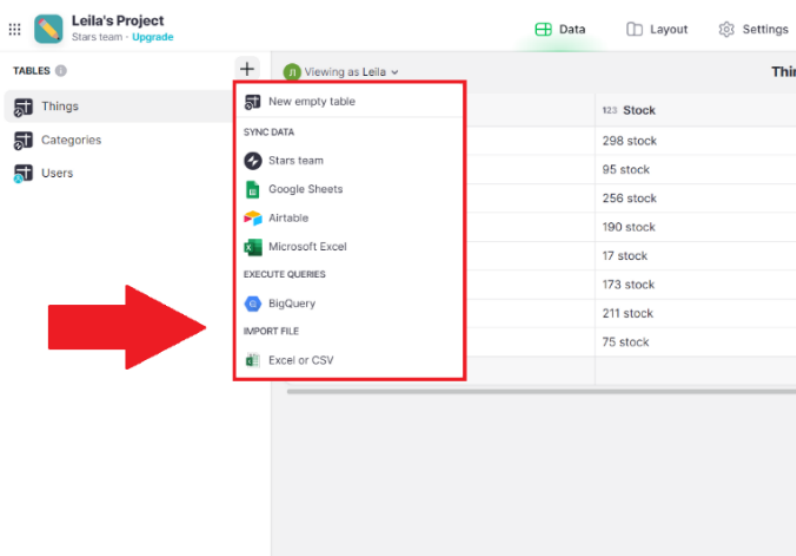 Leila's Project
Stars team · Upgrade
Data
Layout
Settings
TABLES
Viewing as Leila
Thin
Things
Categories
Users
New empty table
SYNC DATA
Stars team
Google Sheets
Airtable
Microsoft Excel
EXECUTE QUERIES
BigQuery
IMPORT FILE
Excel or CSV
123 Stock
298 stock
95 stock
256 stock
190 stock
17 stock
173 stock
211 stock
75 stock